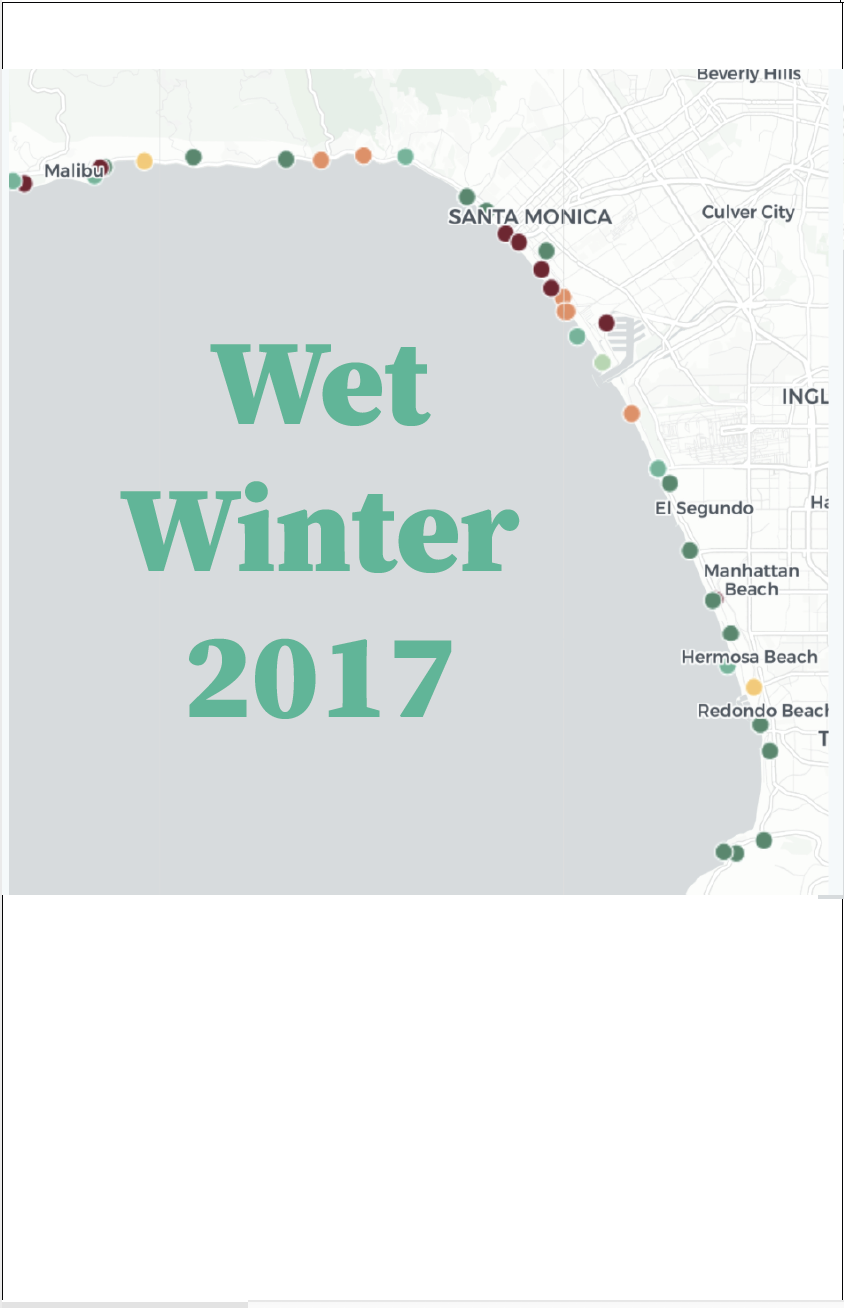 Beverly Hills
Malibu
Culver City
SANTA MONICA
Wet
INGL
Winter
El Segundo
Ha
Manhattan
Beach
Hermosa Beach
2017
Redondo Beach
T